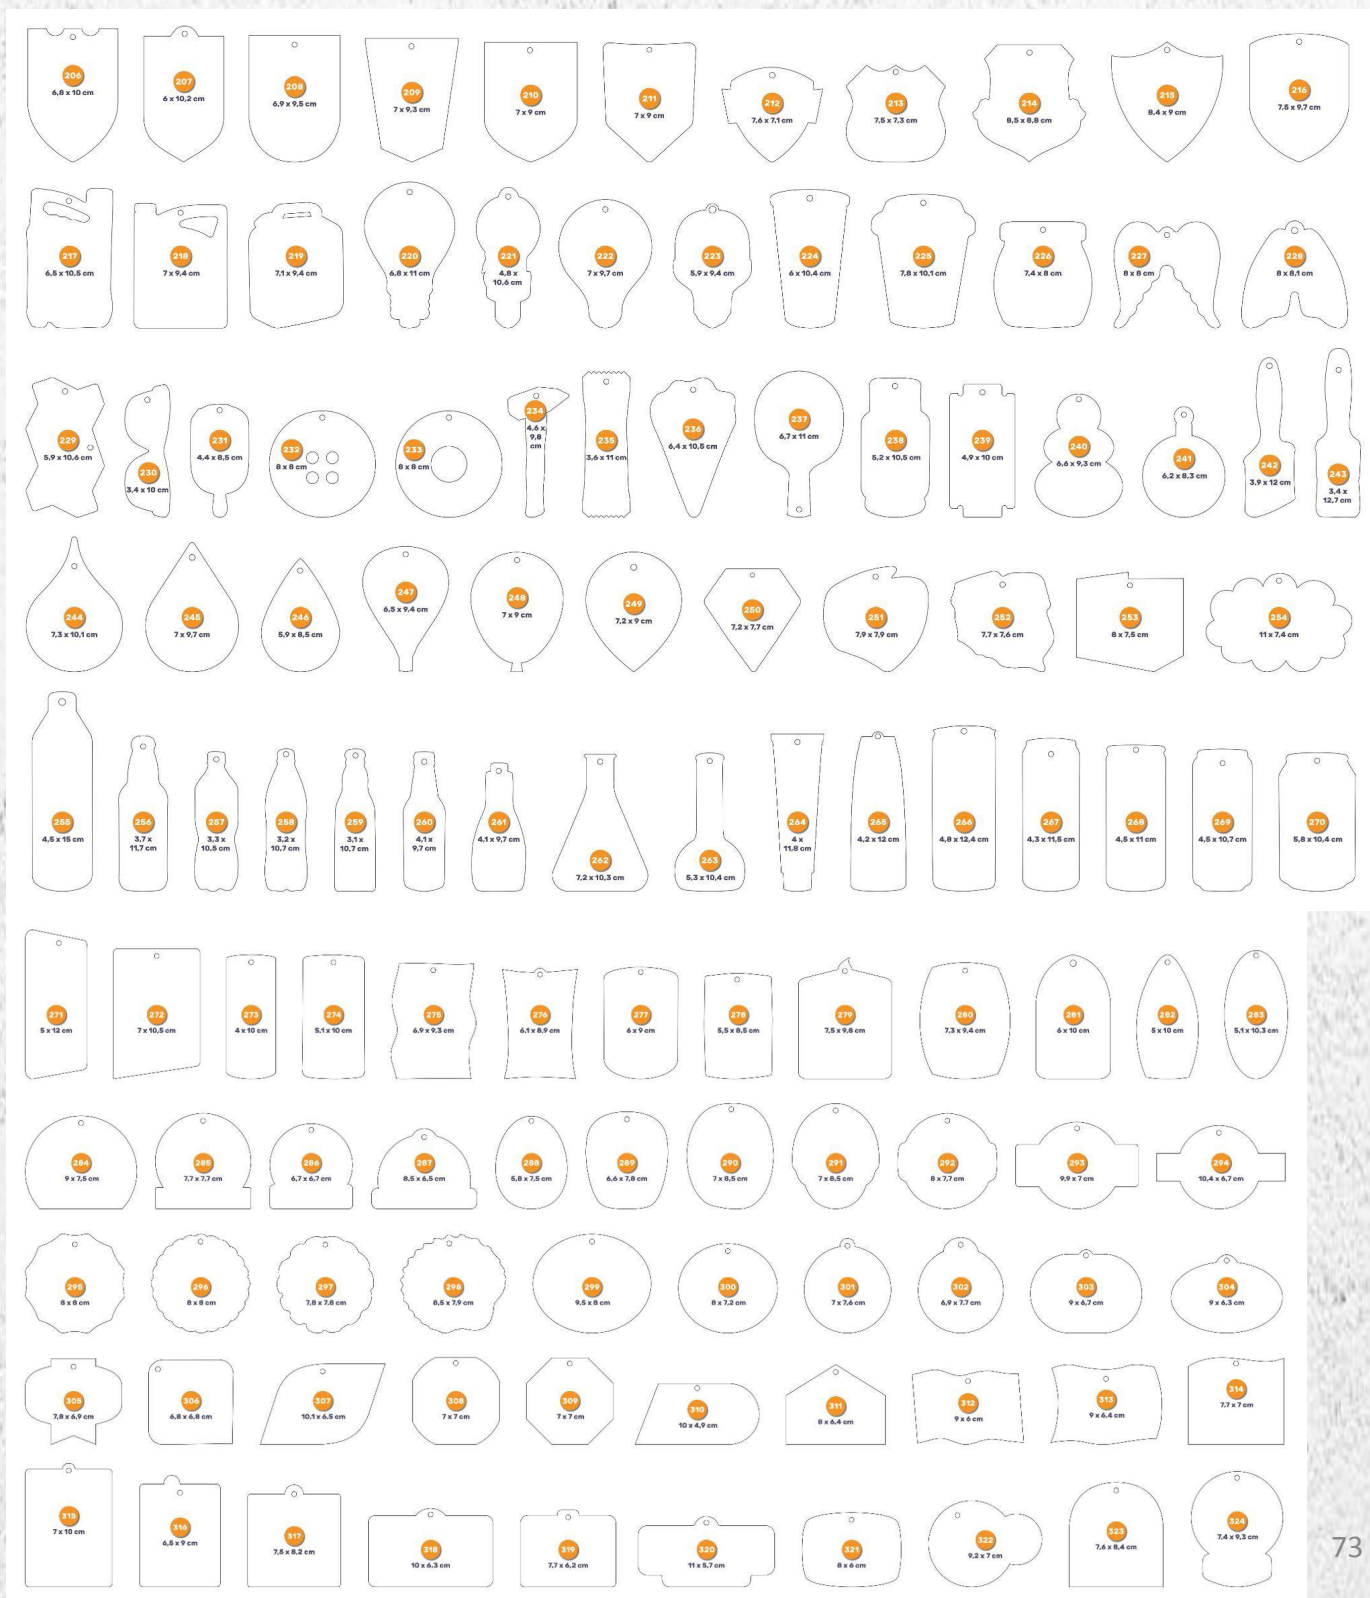 206
6,8 x 10 cm
207
6 x 10,2 cm
208
6,9 x 9,5 cm
209
7 x 9,3 cm
210
7 x 9 cm
211
7 x 9 cm
212
7,6 x 7,1 cm
213
7,5 x 7,3 cm
214
8,5 x 8,8 cm
215
8,4 x 9 cm
216
7,5 x 9,7 cm
217
6,5 x 10,5 cm
218
7 x 9,4 cm
219
7,1 x 9,4 cm
220
6,8 x 11 cm
221
4,8 x
10,6 cm
222
7 x 9,7 cm
223
5,9 x 9,4 cm
224
6 x 10,4 cm
225
7,8 x 10,1 cm
226
7,4 x 8 cm
227
8 x 8 cm
228
8 x 8,1 cm
229
5,9 x 10,6 cm
230
3,4 x 10 cm
231
4,4 x 8,5 cm
232
8 x 8 cm
233
8 x 8 cm
234
4,6 x
9,8
cm
235
3,6 x 11 cm
236
6,4 x 10,5 cm
237
6,7 x 11 cm
238
5,2 x 10,5 cm
239
4,9 x 10 cm
240
6,6 x 9,3 cm
241
6,2 x 8,3 cm
242
3,9 x 12 cm
243
3,4 x
12,7 cm
244
7,3 x 10,1 cm
245
7 x 9,7 cm
246
5,9 x 8,5 cm
247
6,5 x 9,4 cm
248
7 x 9 cm
249
7,2 x 9 cm
250
7,2 x 7,7 cm
251
7,9 x 7,9 cm
252
7,7 x 7,6 cm
253
8 x 7,5 cm
254
11 x 7,4 cm
255
4,5 x 15 cm
256
3,7 x
11,7 cm
257
3,3 x
10,5 cm
258
3,2 x
10,7 cm
259
3,1 x
10,7 cm
260
4,1 x
9,7 cm
261
4,1 x 9,7 cm
262
7,2 x 10,3 cm
263
5,3 x 10,4 cm
264
4 x
11,8 cm
265
4,2 x 12 cm
266
4,8 x 12,4 cm
267
4,3 x 11,5 cm
268
4,5 x 11 cm
269
4,5 x 10,7 cm
270
5,8 x 10,4 cm
271
5 x 12 cm
272
7 x 10,5 cm
273
4 x 10 cm
274
5,1 x 10 cm
275
6,9 x 9,3 cm
276
6,1 x 8,9 cm
277
6 x 9 cm
278
5,5 x 8,5 cm
279
7,5 x 9,8 cm
280
7,3 x 9,4 cm
281
6 x 10 cm
282
5 x 10 cm
283
5,1 x 10,3 cm
284
9 x 7,5 cm
285
7,7 x 7,7 cm
286
6,7 x 6,7 cm
287
8,5 x 6,5 cm
288
5,8 x 7,5 cm
289
6,6 x 7,8 cm
290
7 x 8,5 cm
291
7 x 8,5 cm
292
8 x 7,7 cm
293
9,9 x 7 cm
294
10,4 x 6,7 cm
295
8 x 8 cm
296
8 x 8 cm
297
7,8 x 7,8 cm
298
8,5 x 7,9 cm
299
9,5 x 8 cm
300
8 x 7,2 cm
301
7 x 7,6 cm
302
6,9 x 7,7 cm
303
9 x 6,7 cm
304
9 x 6,3 cm
305
7,8 x 6,9 cm
306
6,8 x 6,8 cm
307
10,1 x 6,5 cm
308
7 x 7 cm
309
7 x 7 cm
310
10 x 4,9 cm
311
8 x 6,4 cm
312
9 x 6 cm
313
9 x 6,4 cm
314
7,7 x 7 cm
315
7 x 10 cm
316
6,5 x 9 cm
317
7,5 x 8,2 cm
318
10 x 6,3 cm
319
7,7 x 6,2 cm
320
11 x 5,7 cm
321
8 x 6 cm
322
9,2 x 7 cm
323
7,6 x 8,4 cm
324
7,4 x 9,3 cm
73